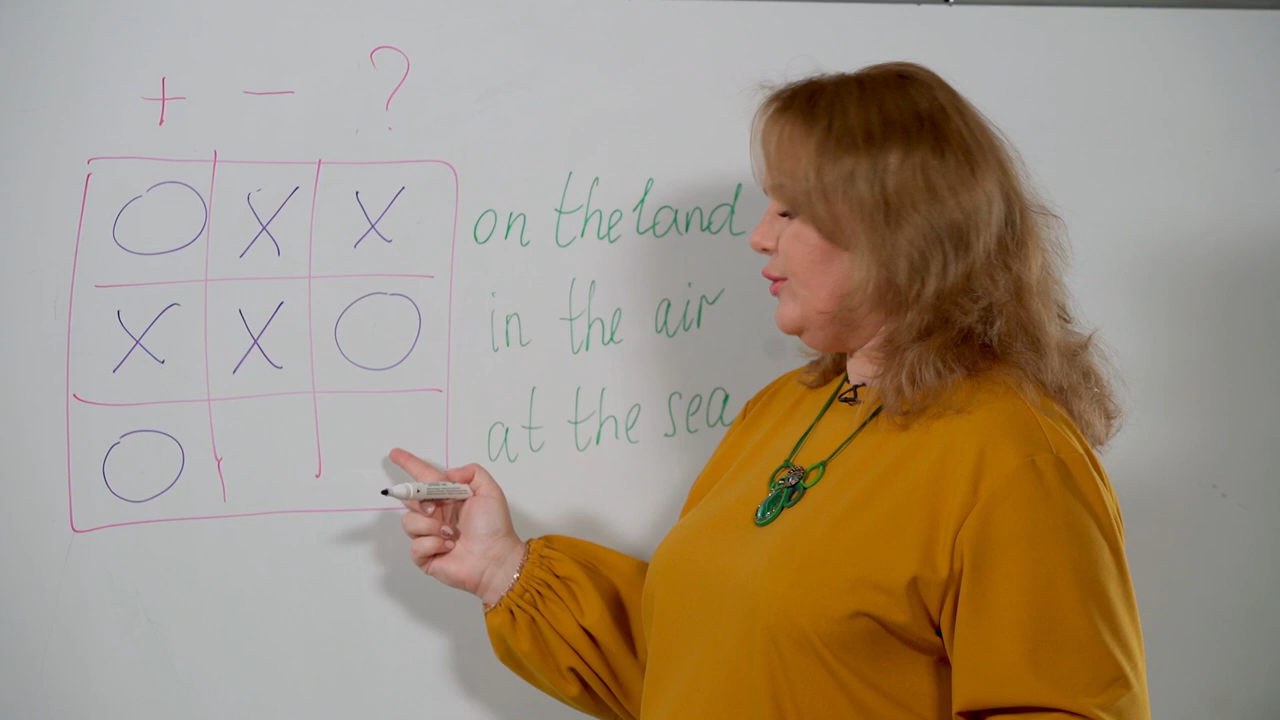 + − ?
O X X on the land
X X O in the air
O at the sea